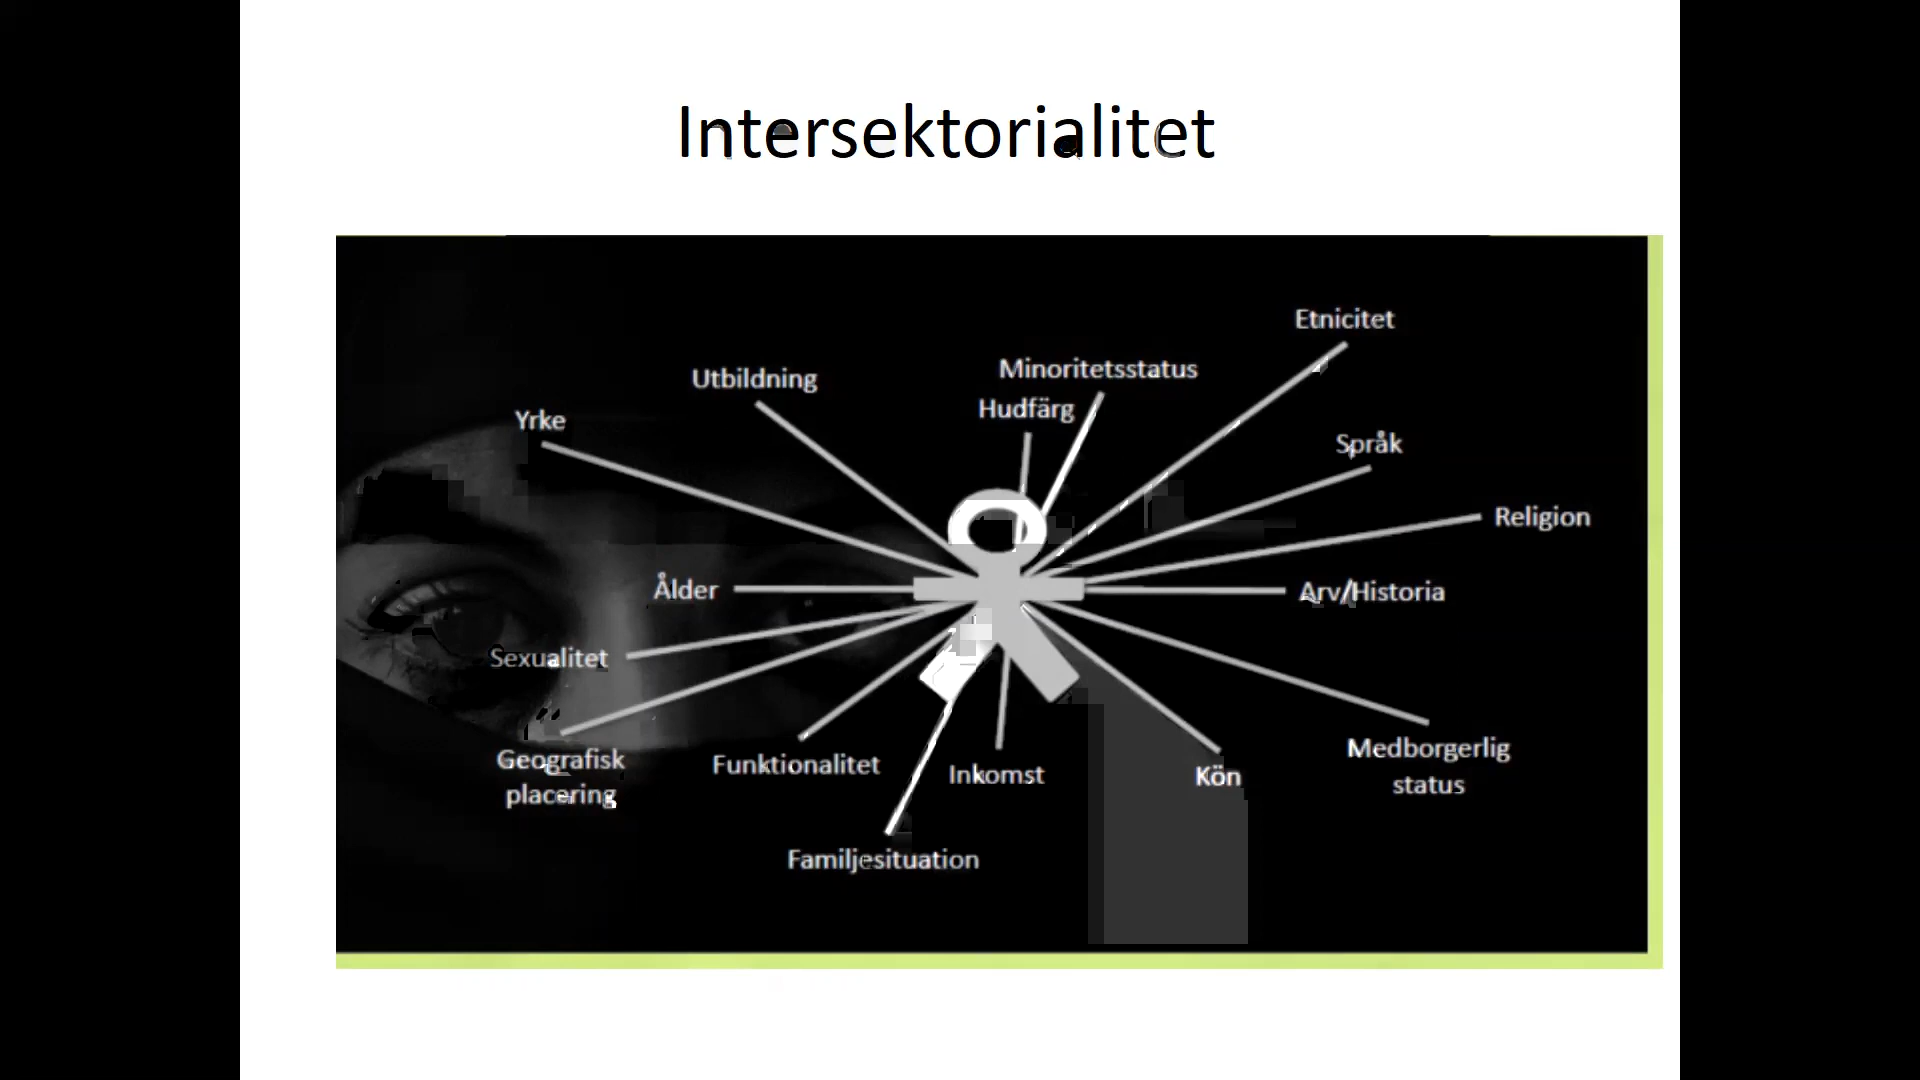 Intersektorialitet
Etnicitet
Minoritetsstatus
Utbildning
Hudfärg
Yrke
Språk
Religion
Ålder
Arv/Historia
Sexualitet
Geografisk
placering
Funktionalitet
Inkomst
Kön
Medborgerlig
status
Familjesituation